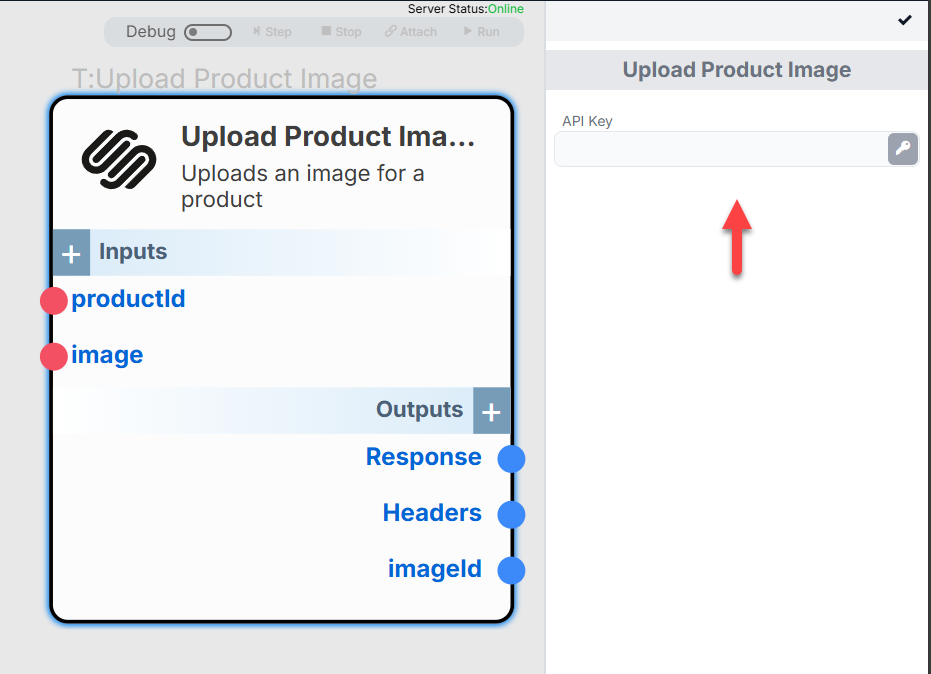 Server Status:Online
Debug Step Stop Attach Run
T:Upload Product Image
Upload Product Ima...
Uploads an image for a
product
+ Inputs
productId
image
Outputs +
Response
Headers
imageId
Upload Product Image
API Key